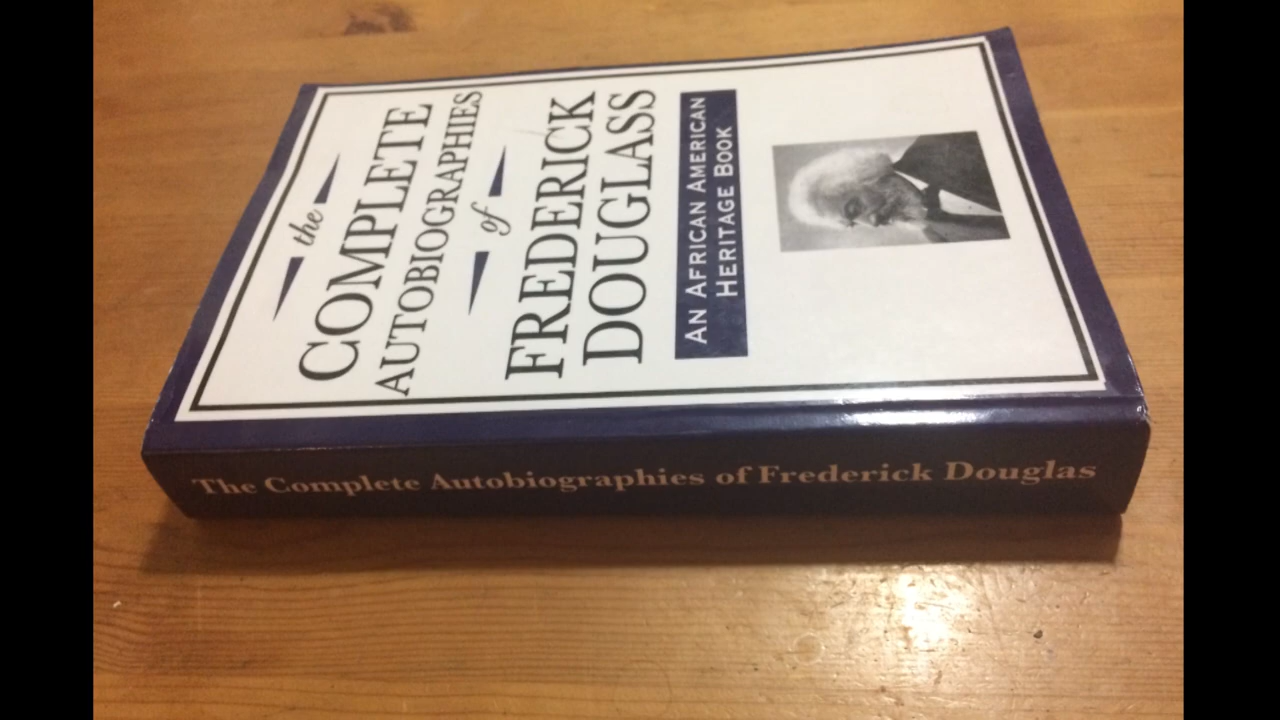 the
COMPLETE
AUTOBIOGRAPHIES
of
FREDERICK
DOUGLASS
AN AFRICAN AMERICAN
HERITAGE BOOK
The Complete Autobiographies of Frederick Douglas